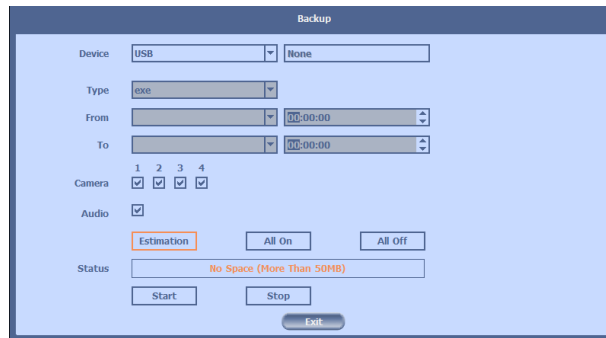 Backup
Device USB None
Type exe
From 00:00:00
To 00:00:00
1 2 3 4
Camera
Audio
Estimation All On All Off
Status No Space (More Than 50MB)
Start Stop
Exit